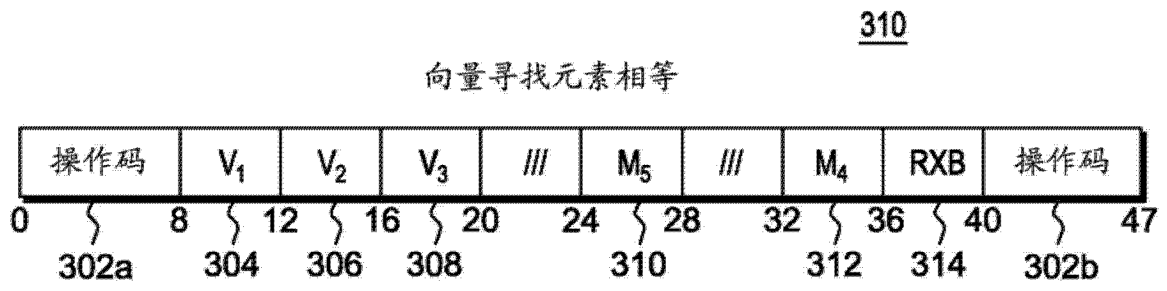 310
向量寻找元素相等
操作码 V₁ V₂ V₃ /// M₅ /// M₄ RXB 操作码
0 8 12 16 20 24 28 32 36 40 47
302a 304 306 308 310 312 314 302b